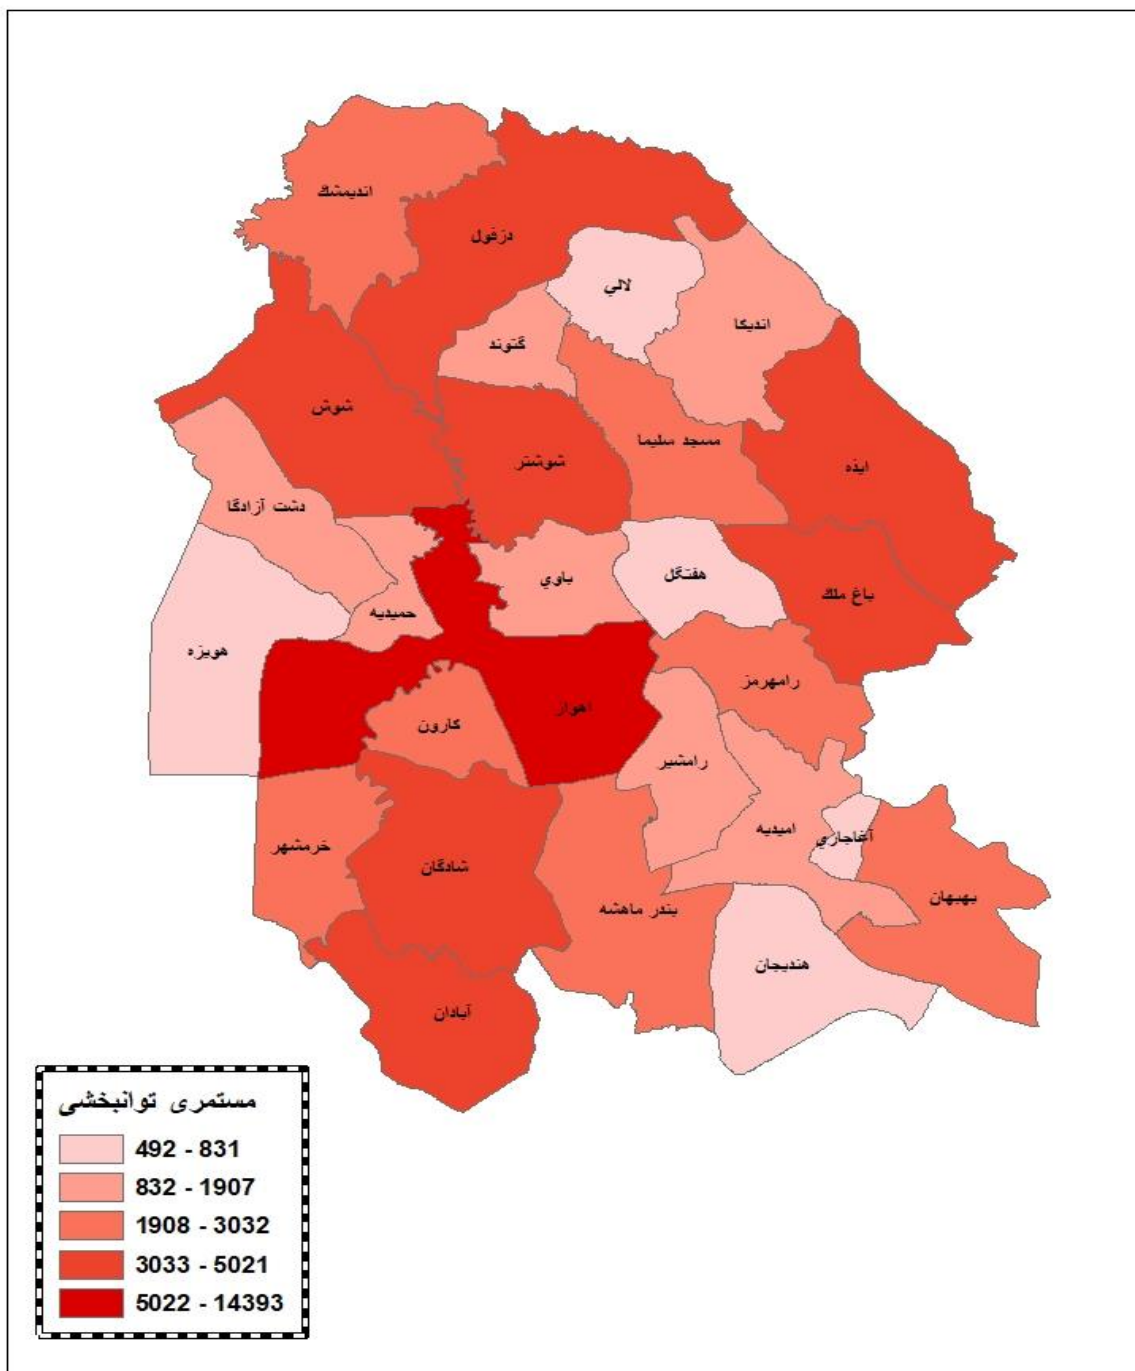 اندیمشك
دزفول
لالي
اندیکا
گتوند
شوش
مسجد سلیما
شوشتر
ایذه
دشت آزادگا
باوي
هفتگل
باغ ملك
حمیدیه
هویزه
رامهرمز
اهواز
کارون
رامشیر
امیدیه
آغاجاري
خرمشهر
شادگان
بهبهان
بندر ماهشه
هندیجان
آبادان
مستمری توانبخشی
492 - 831
832 - 1907
1908 - 3032
3033 - 5021
5022 - 14393